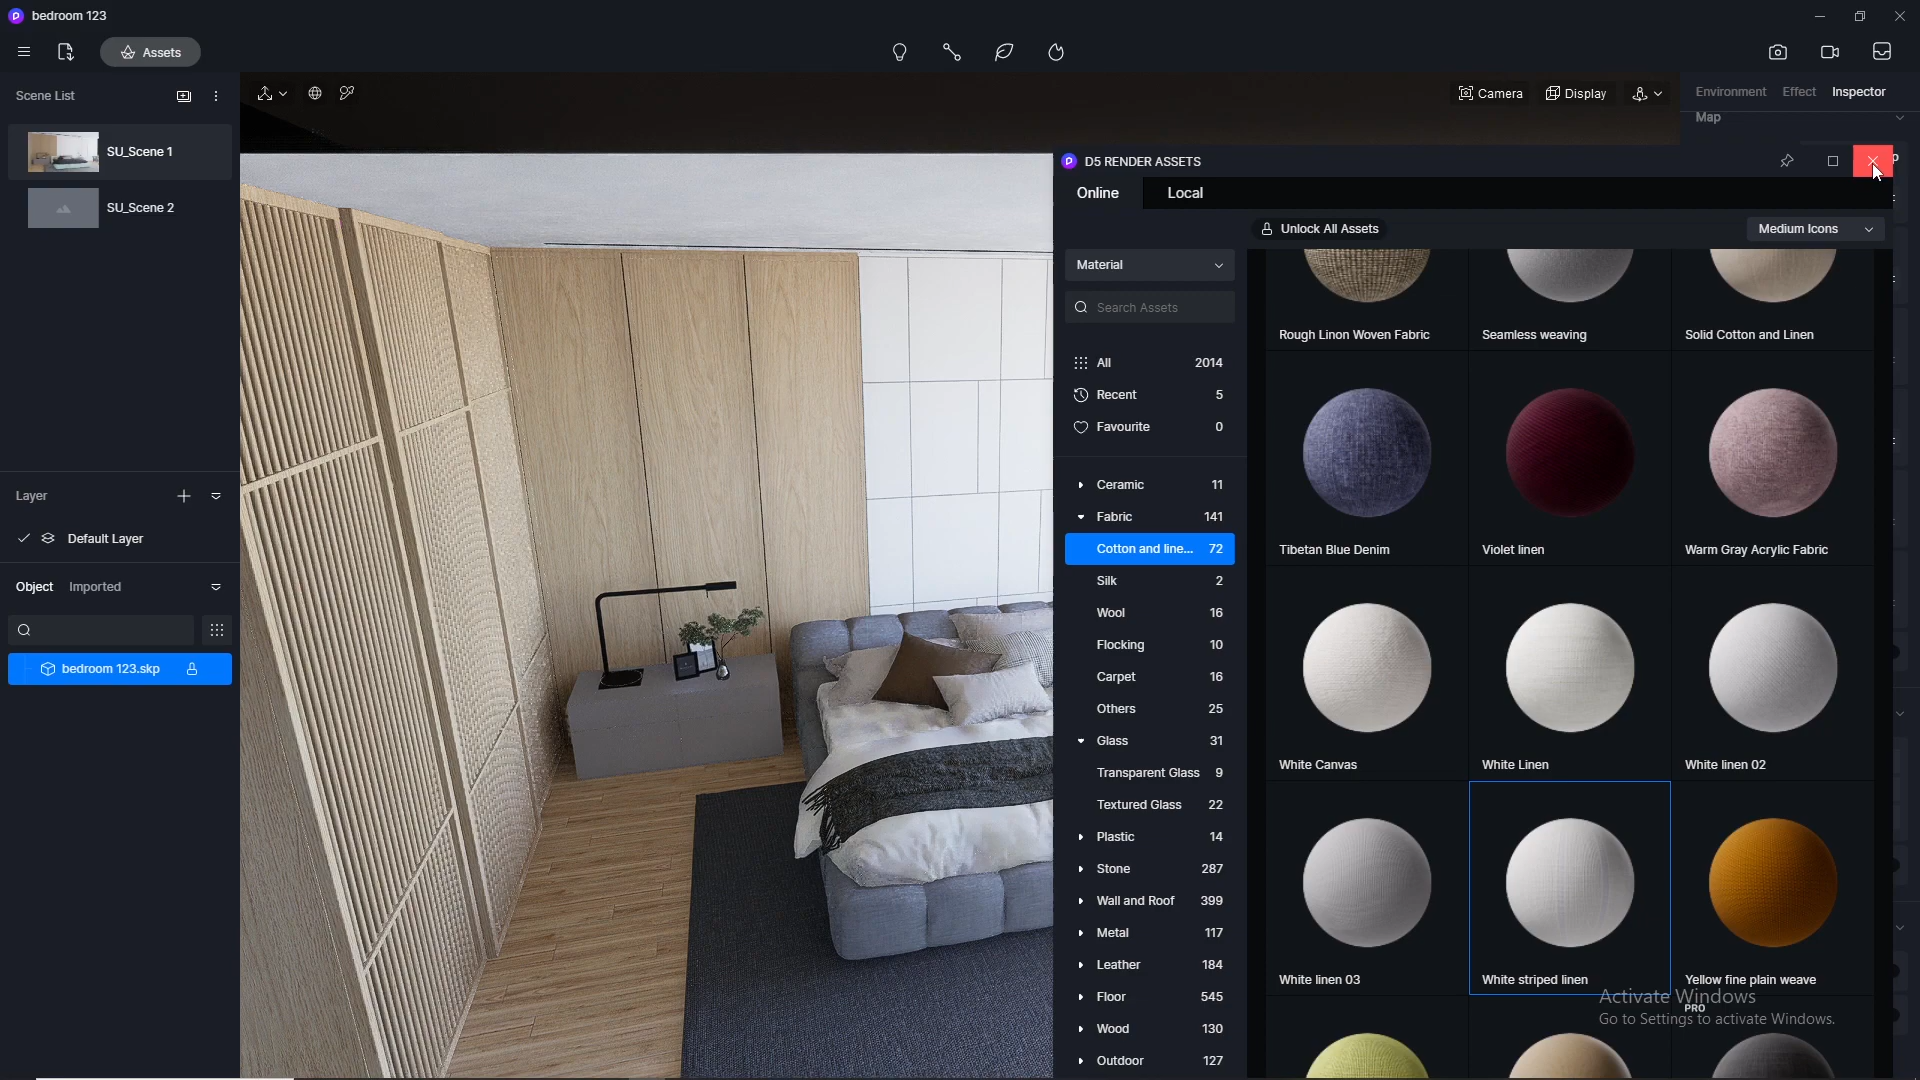 bedroom 123
Assets
Scene List
SU_Scene 1
SU_Scene 2
Layer
Default Layer
Object Imported
bedroom 123.skp
Camera Display
Environment Effect Inspector
Map
D5 RENDER ASSETS
Online Local
Unlock All Assets Medium Icons
Material
Search Assets
All 2014
Recent 5
Favourite 0
Ceramic 11
Fabric 141
Cotton and line... 72
Silk 2
Wool 16
Flocking 10
Carpet 16
Others 25
Glass 31
Transparent Glass 9
Textured Glass 22
Plastic 14
Stone 287
Wall and Roof 399
Metal 117
Leather 184
Floor 545
Wood 130
Outdoor 127
Rough Linon Woven Fabric Seamless weaving Solid Cotton and Linen
Tibetan Blue Denim Violet linen Warm Gray Acrylic Fabric
White Canvas White Linen White linen 02
White linen 03 White striped linen Yellow fine plain weave
PRO
Activate Windows
Go to Settings to activate Windows.